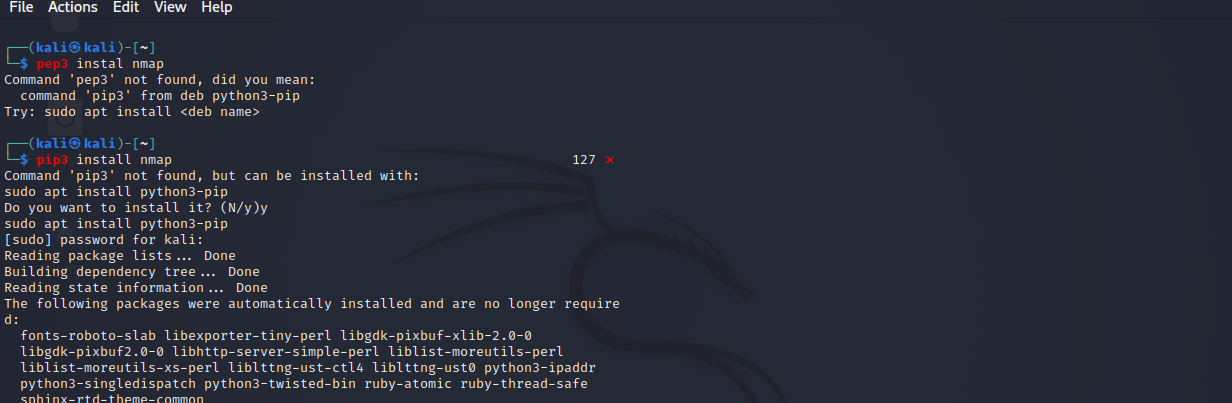 File Actions Edit View Help
┌──(kali㉿kali)-[~]
└─$ pep3 instal nmap
Command 'pep3' not found, did you mean:
  command 'pip3' from deb python3-pip
Try: sudo apt install <deb name>
┌──(kali㉿kali)-[~]
└─$ pip3 install nmap 127 ⨯
Command 'pip3' not found, but can be installed with:
sudo apt install python3-pip
Do you want to install it? (N/y)y
sudo apt install python3-pip
[sudo] password for kali:
Reading package lists... Done
Building dependency tree... Done
Reading state information... Done
The following packages were automatically installed and are no longer require
d:
  fonts-roboto-slab libexporter-tiny-perl libgdk-pixbuf-xlib-2.0-0
  libgdk-pixbuf2.0-0 libhttp-server-simple-perl liblist-moreutils-perl
  liblist-moreutils-xs-perl liblttng-ust-ctl4 liblttng-ust0 python3-ipaddr
  python3-singledispatch python3-twisted-bin ruby-atomic ruby-thread-safe
  sphinx-rtd-theme-common